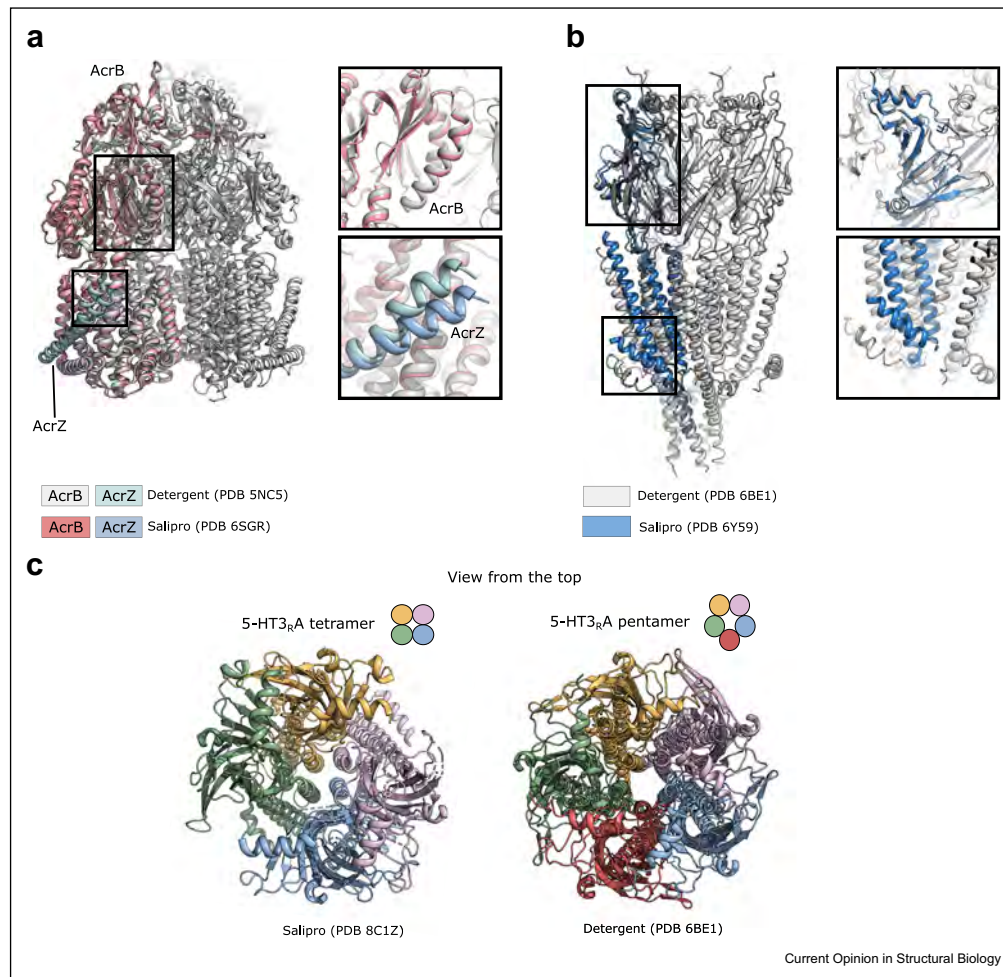 a
AcrB
AcrB
AcrZ
AcrZ
AcrB AcrZ Detergent (PDB 5NC5)
AcrB AcrZ Salipro (PDB 6SGR)
b
Detergent (PDB 6BE1)
Salipro (PDB 6Y59)
c
View from the top
5-HT3RA tetramer
5-HT3RA pentamer
Salipro (PDB 8C1Z)
Detergent (PDB 6BE1)
Current Opinion in Structural Biology